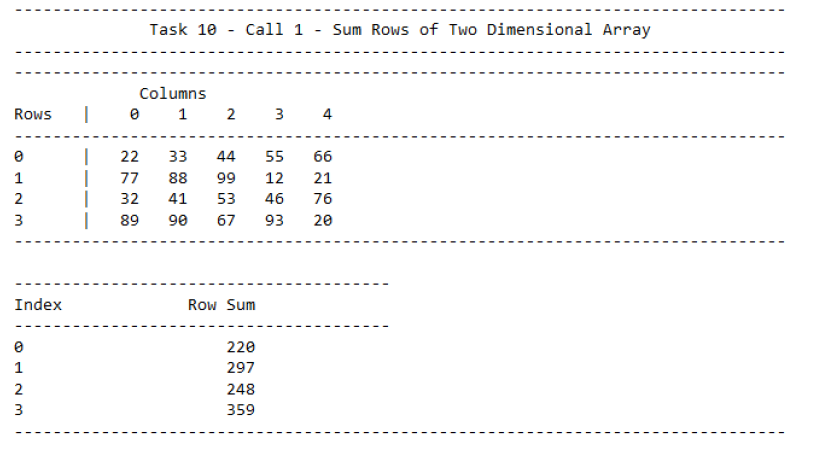 --------------------------------------------------------------------------------
Task 10 - Call 1 - Sum Rows of Two Dimensional Array
--------------------------------------------------------------------------------
--------------------------------------------------------------------------------
Columns
Rows | 0 1 2 3 4
--------------------------------------------------------------------------------
0 | 22 33 44 55 66
1 | 77 88 99 12 21
2 | 32 41 53 46 76
3 | 89 90 67 93 20
--------------------------------------------------------------------------------
---------------------------------------
Index Row Sum
---------------------------------------
0 220
1 297
2 248
3 359
--------------------------------------------------------------------------------